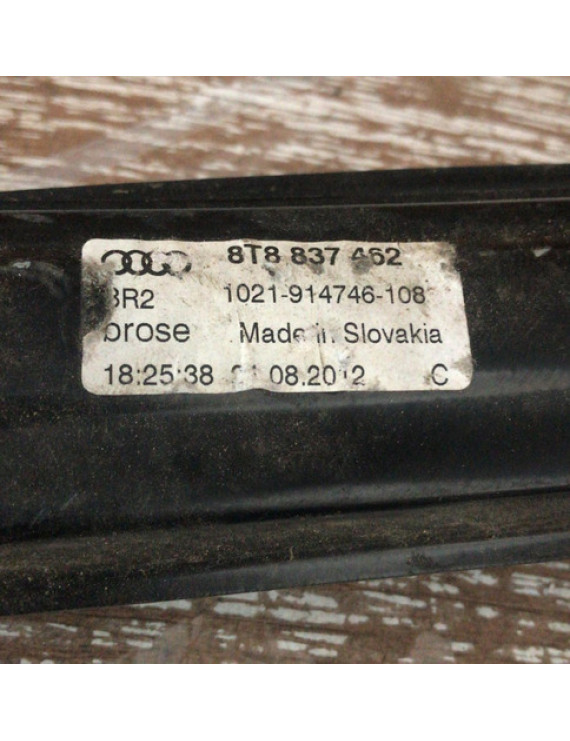 8T8 837 462
BR2 1021-914746-108
brose Made in Slovakia
18:25:38 08.2012 C